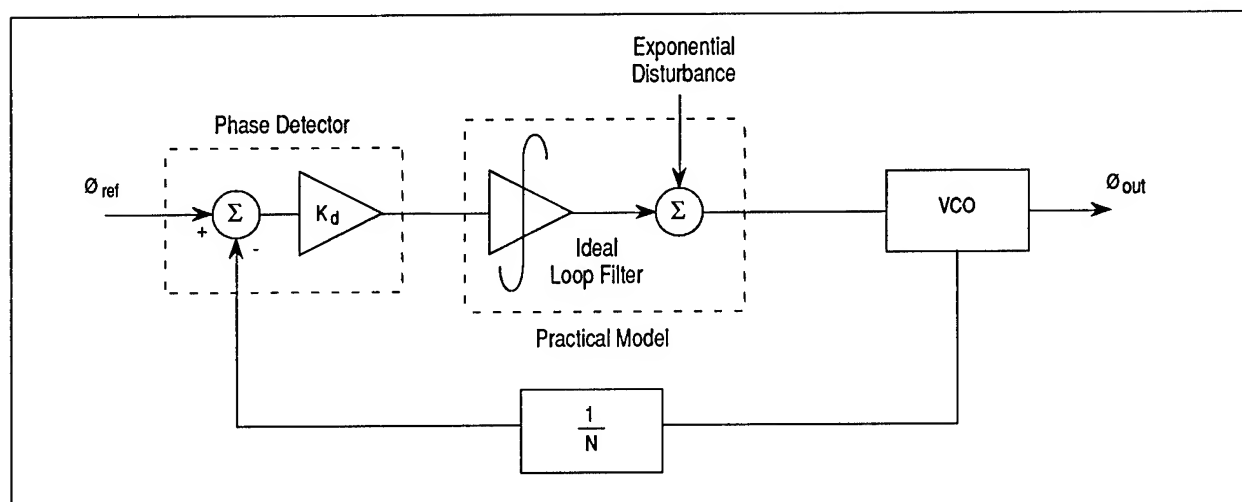 Exponential
Disturbance
Phase Detector
Ø ref
+
Σ
-
K d
Ideal
Loop Filter
Σ
VCO
Ø out
Practical Model
1
N